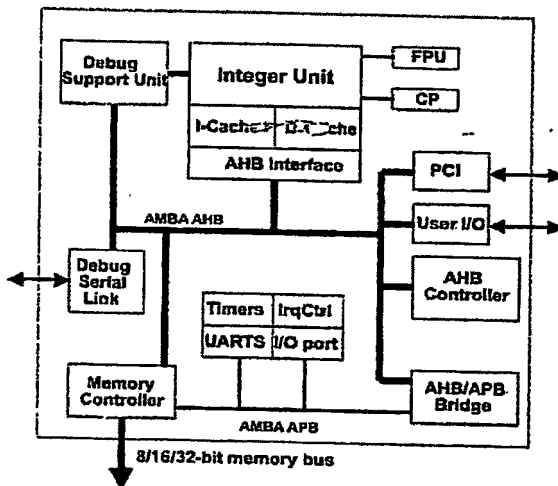 Debug
Support Unit
Integer Unit
FPU
CP
I-Cache
AHB Interface
PCI
AMBA AHB
User I/O
Debug
Serial
Link
AHB
Controller
Timers IrqCtrl
UARTS I/O port
Memory
Controller
AHB/APB
Bridge
AMBA APB
8/16/32-bit memory bus